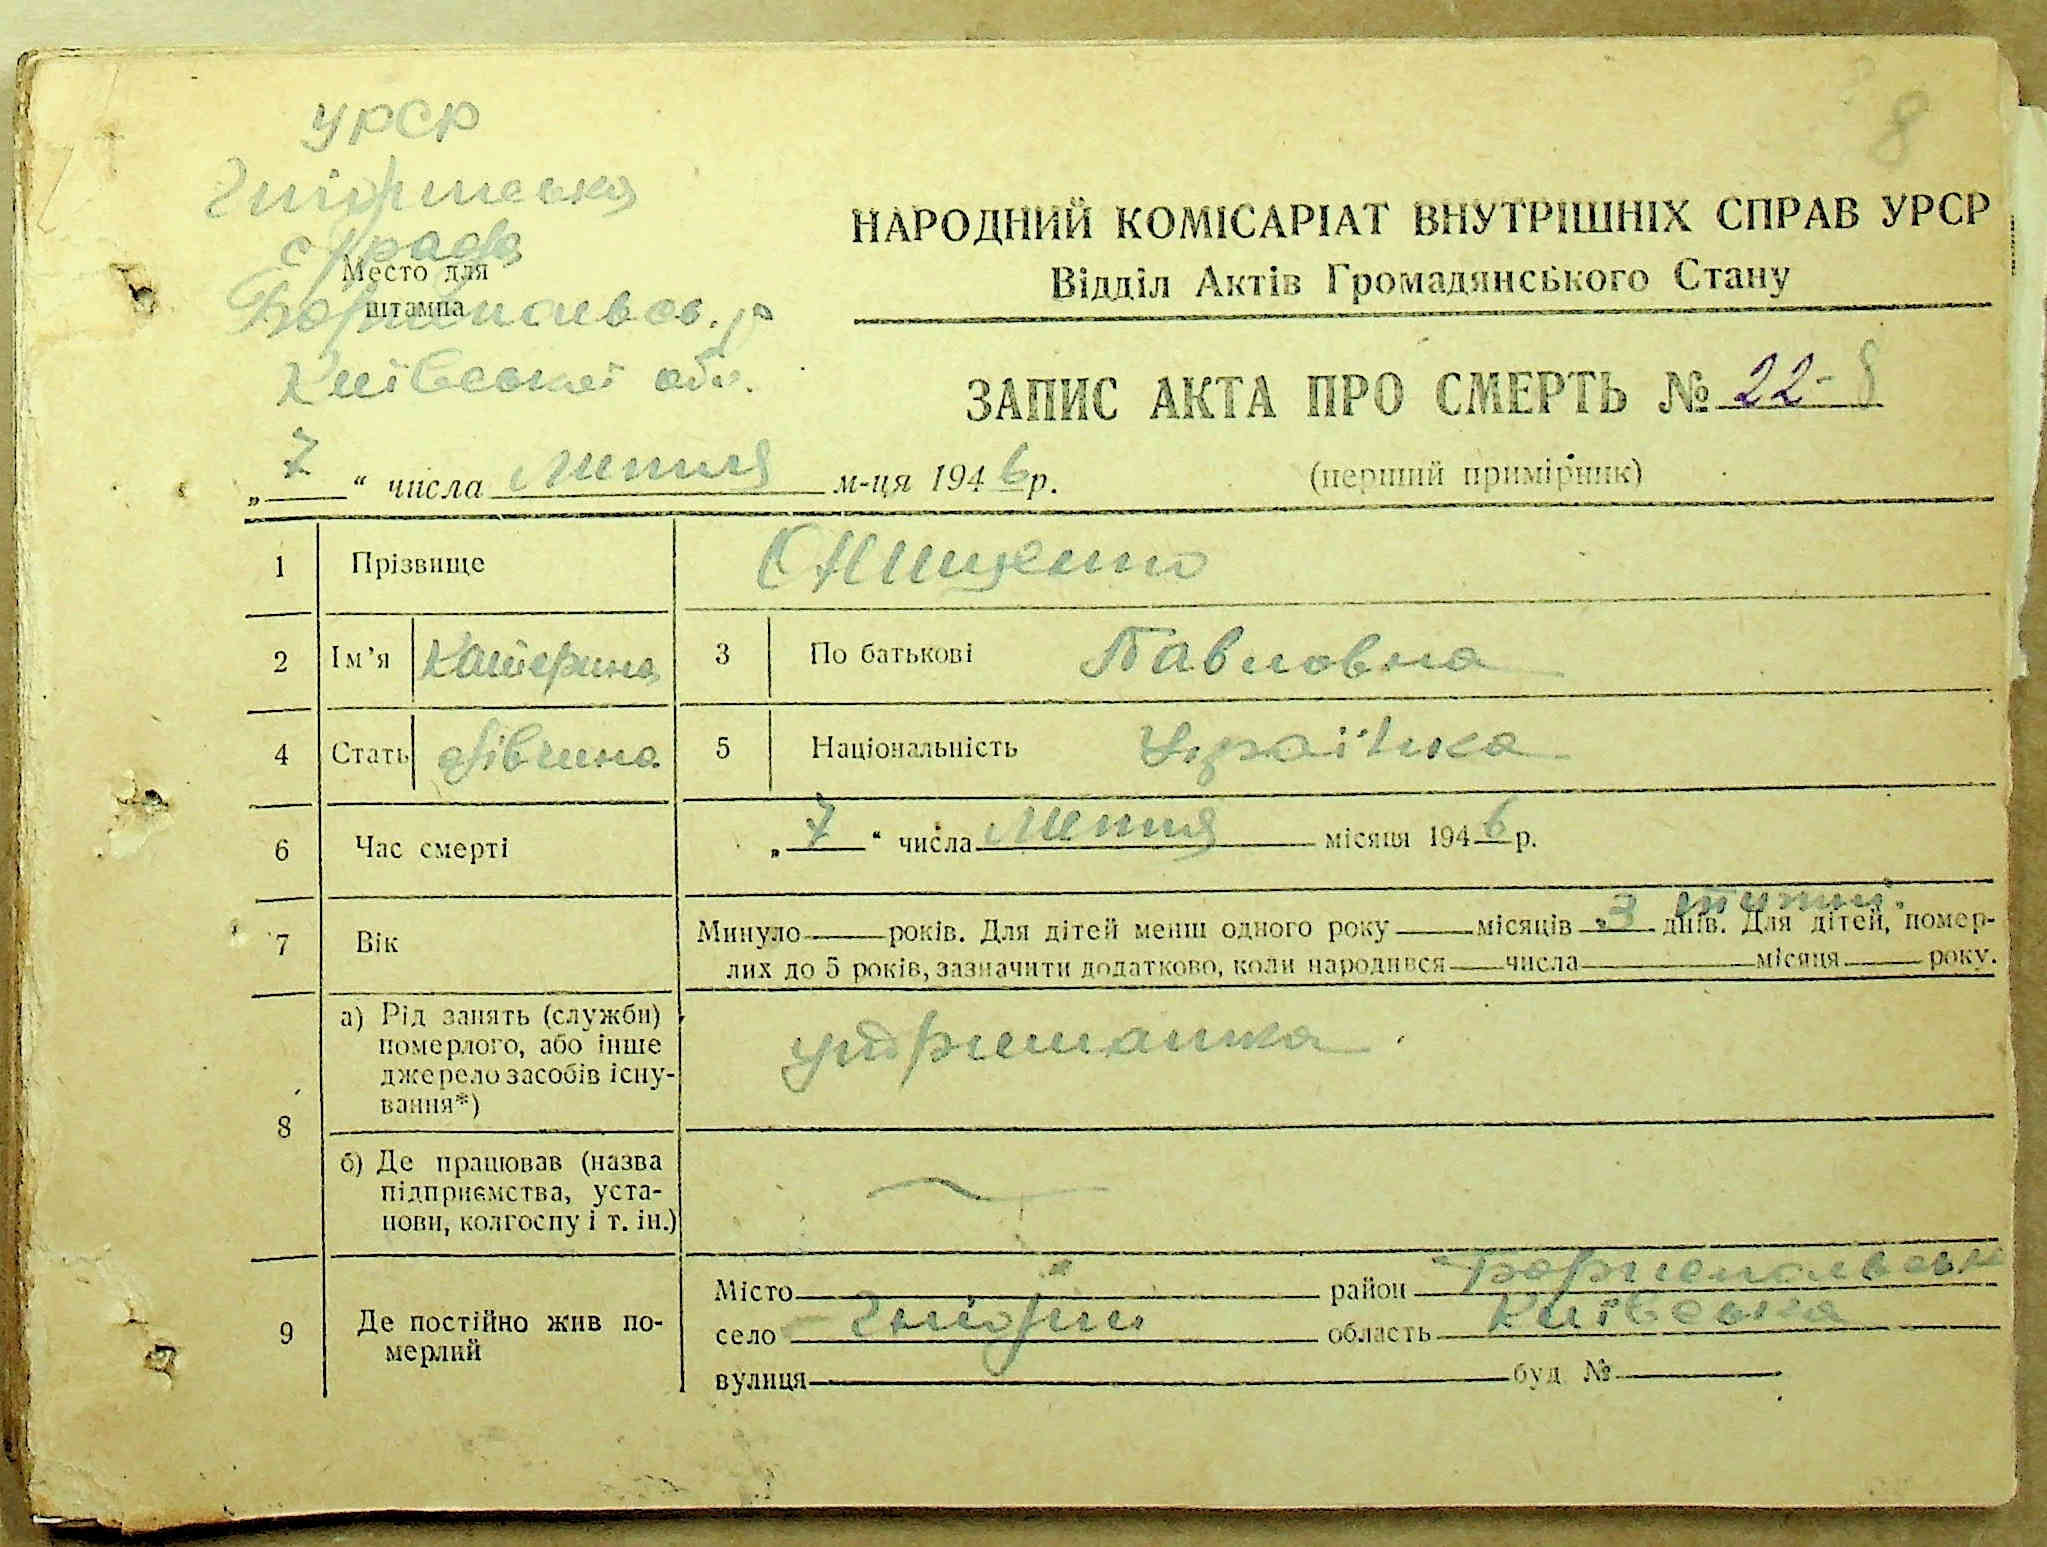 8
УРСР
Гнідинська
с/рада
Место для
штампа
Бориспільсь. р
Київської обл.
НАРОДНИЙ КОМІСАРІАТ ВНУТРІШНІХ СПРАВ УРСР
Відділ Актів Громадянського Стану
ЗАПИС АКТА ПРО СМЕРТЬ № 22-8
„7“ числа Липня м-ця 1946 р.
(перший примірник)
1 Прізвище Онищенко
2 Ім’я Катерина 3 По батькові Павловна
4 Стать дівчина 5 Національність Українка
6 Час смерті „7“ числа Липня місяця 1946 р.
7 Вік Минуло років. Для дітей менш одного року місяців 3 днів. Для дітей, помер-
лих до 5 років, зазначити додатково, коли народився числа місяця року.
8 а) Рід занять (служби)
померлого, або інше
джерело засобів існу-
вання*)
утриманка
б) Де працював (назва
підприємства, уста-
нови, колгоспу і т. ін.)
9 Де постійно жив по-
мерлий
Місто район Бориспольськ
село область Київська
вулиця буд №